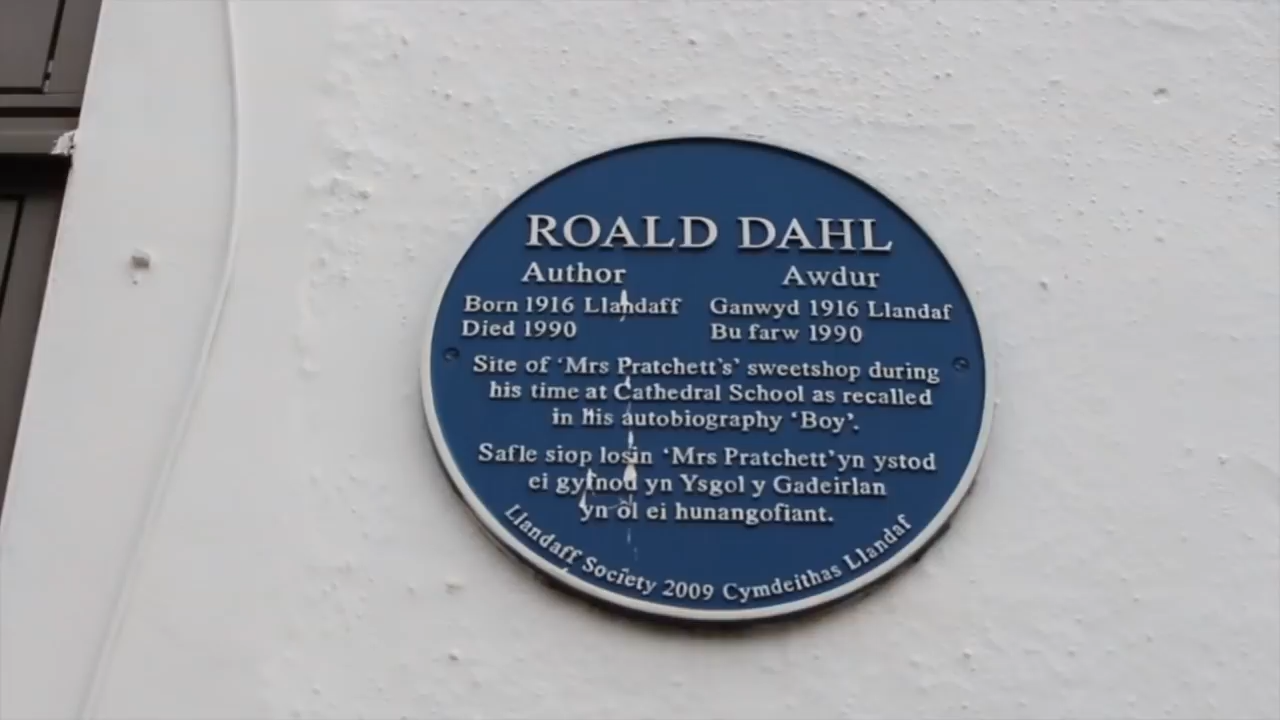 ROALD DAHL
Author Awdur
Born 1916 Llandaff Ganwyd 1916 Llandaf
Died 1990 Bu farw 1990
Site of ‘Mrs Pratchett's’ sweetshop during
his time at Cathedral School as recalled
in His autobiography ‘Boy’.
Safle siop losin ‘Mrs Pratchett’ yn ystod
ei gyfnod yn Ysgol y Gadeirlan
yn ôl ei hunangofiant.
Llandaff Society 2009 Cymdeithas Llandaf